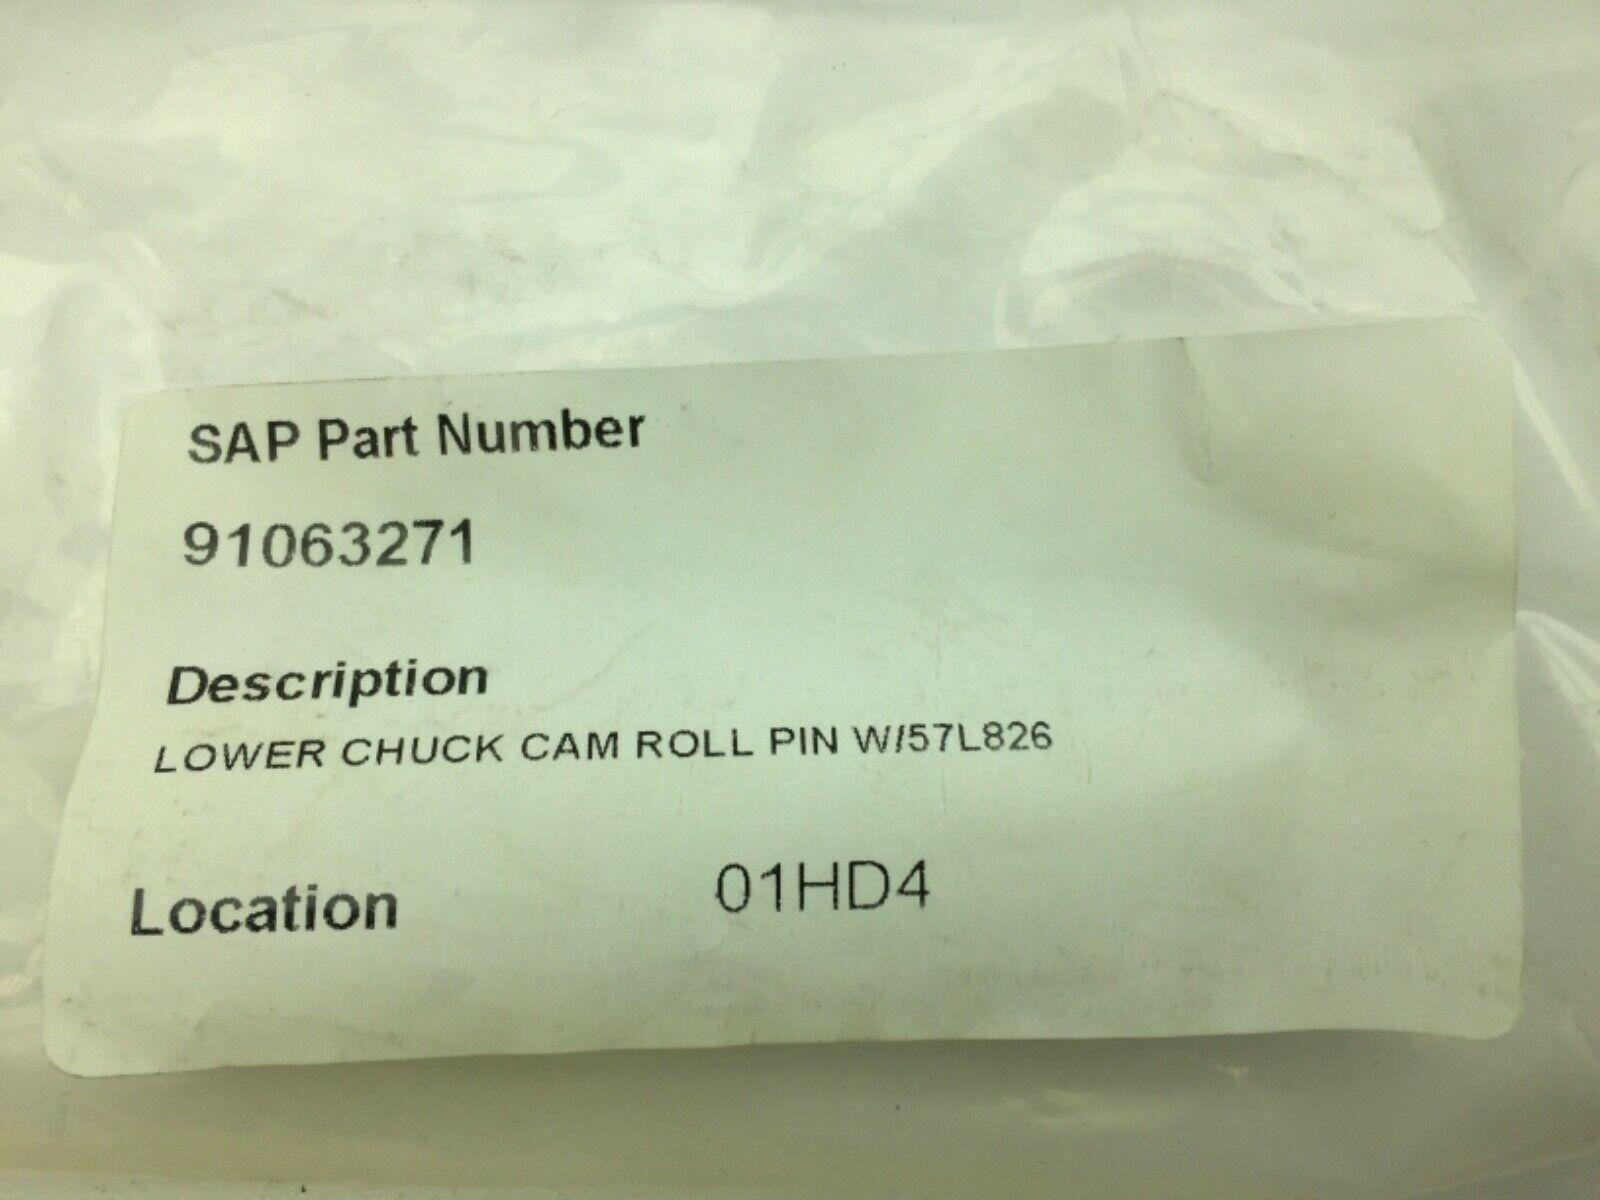 SAP Part Number
91063271
Description
LOWER CHUCK CAM ROLL PIN W/57L826
Location 01HD4